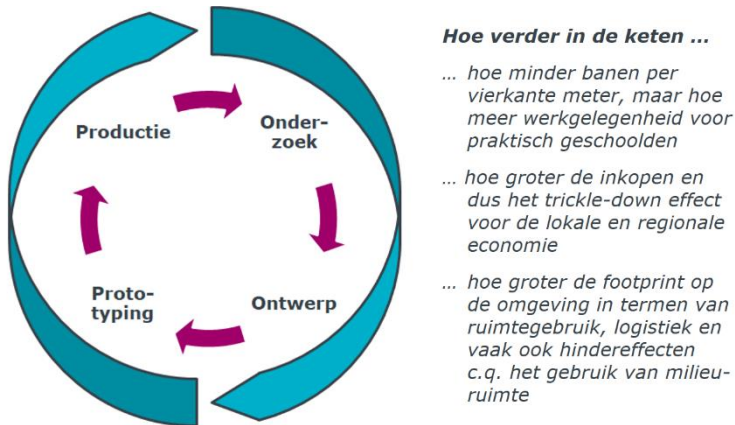 Productie
Onder-
zoek
Proto-
typing
Ontwerp
Hoe verder in de keten ...
... hoe minder banen per
vierkante meter, maar hoe
meer werkgelegenheid voor
praktisch geschoolden
... hoe groter de inkopen en
dus het trickle-down effect
voor de lokale en regionale
economie
... hoe groter de footprint op
de omgeving in termen van
ruimtegebruik, logistiek en
vaak ook hindereffecten
c.q. het gebruik van milieu-
ruimte